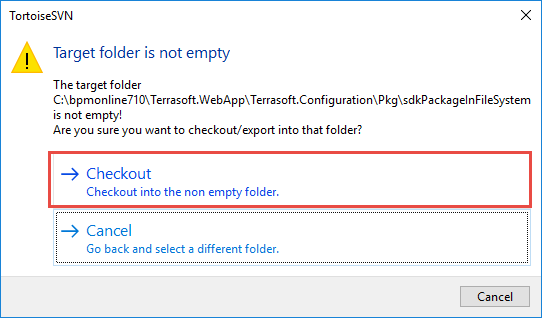 TortoiseSVN
Target folder is not empty
The target folder
C:\bpmonline710\Terrasoft.WebApp\Terrasoft.Configuration\Pkg\sdkPackageInFileSystem
is not empty!
Are you sure you want to checkout/export into that folder?
Checkout
Checkout into the non empty folder.
Cancel
Go back and select a different folder.
Cancel